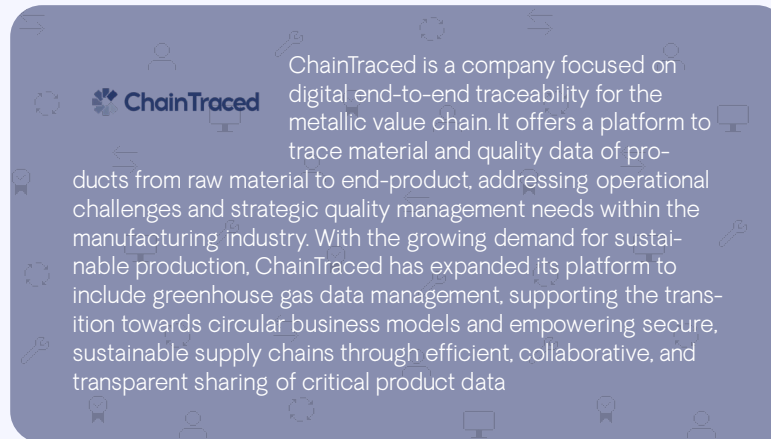 ChainTraced is a company focused on
ChainTraced
digital end-to-end traceability for the
metallic value chain. It offers a platform to
trace material and quality data of pro-
ducts from raw material to end-product, addressing operational
challenges and strategic quality management needs within the
manufacturing industry. With the growing demand for sustai-
nable production, ChainTraced has expanded its platform to
include greenhouse gas data management, supporting the trans-
ition towards circular business models and empowering secure,
sustainable supply chains through efficient, collaborative, and
transparent sharing of critical product data